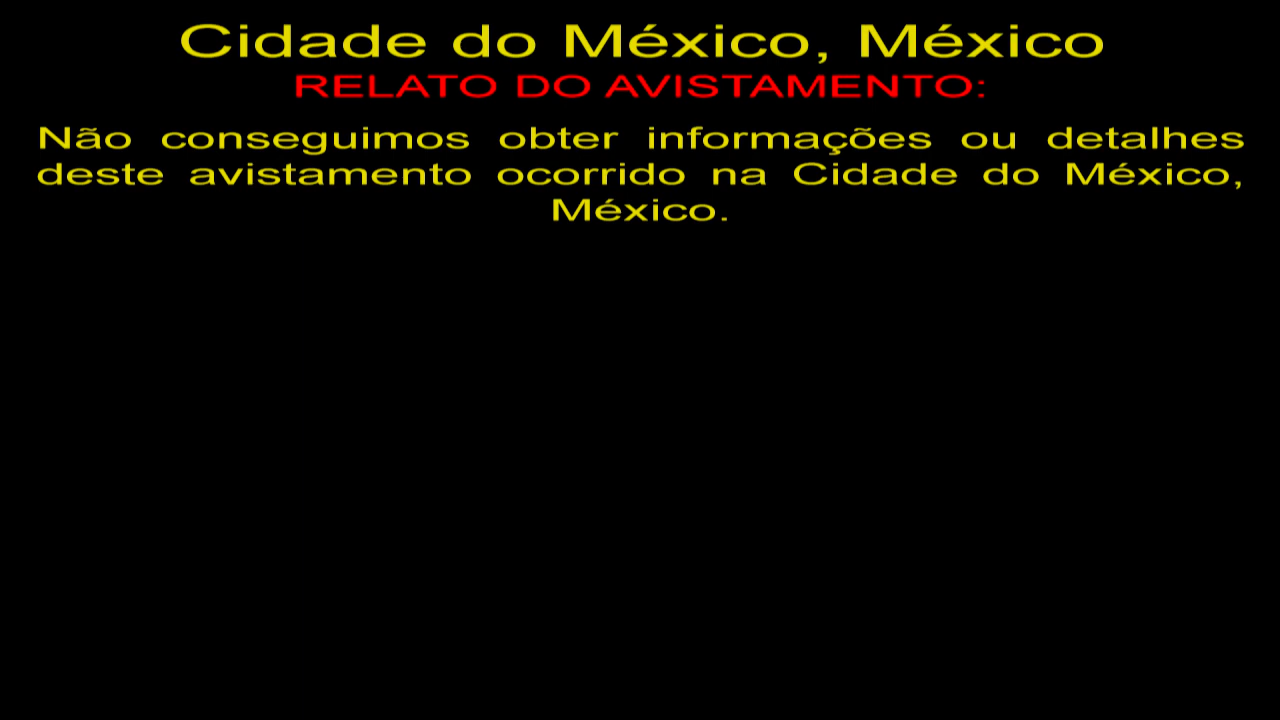 Cidade do México, México
RELATO DO AVISTAMENTO:
Não conseguimos obter informações ou detalhes
deste avistamento ocorrido na Cidade do México,
México.